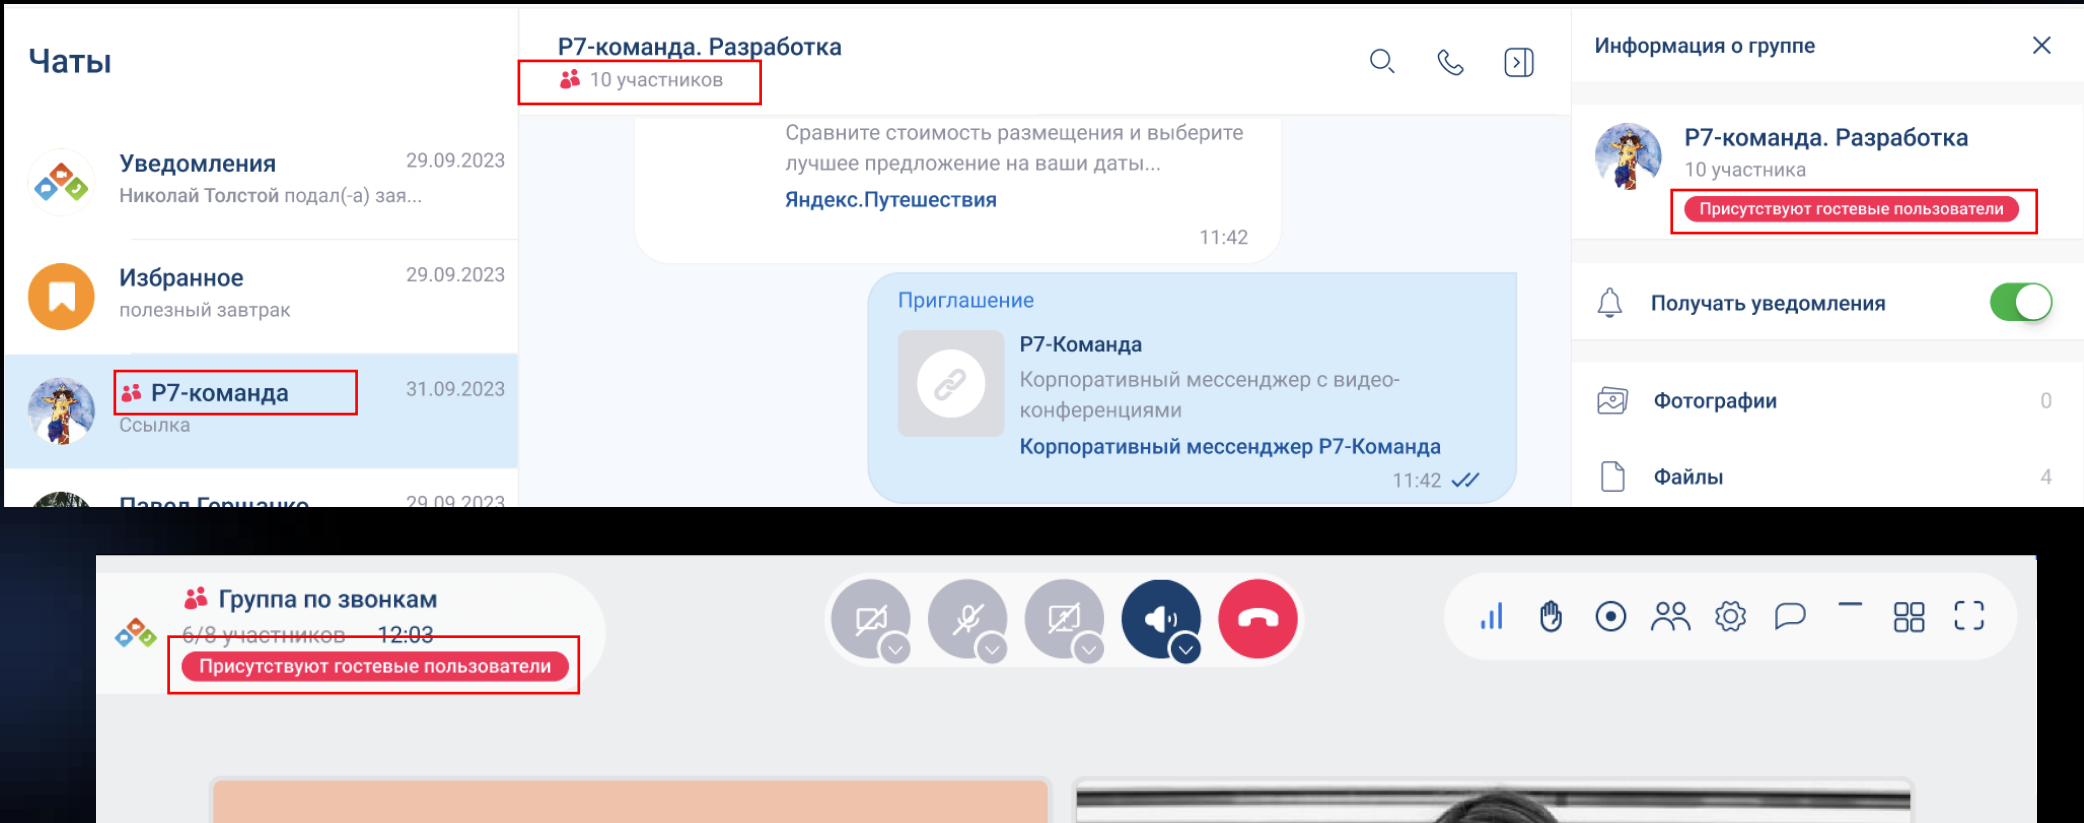 Чаты
Уведомления
29.09.2023
Николай Толстой подал(-а) зая...
Избранное
29.09.2023
полезный завтрак
Р7-команда
31.09.2023
Ссылка
Павел Герщанко
29.09.2023
Р7-команда. Разработка
10 участников
Сравните стоимость размещения и выберите
лучшее предложение на ваши даты...
Яндекс.Путешествия
11:42
Приглашение
Р7-Команда
Корпоративный мессенджер с видео-
конференциями
Корпоративный мессенджер Р7-Команда
11:42
Информация о группе
Р7-команда. Разработка
10 участника
Присутствуют гостевые пользователи
Получать уведомления
Фотографии
0
Файлы
4
Группа по звонкам
6/8 участников
12:03
Присутствуют гостевые пользователи